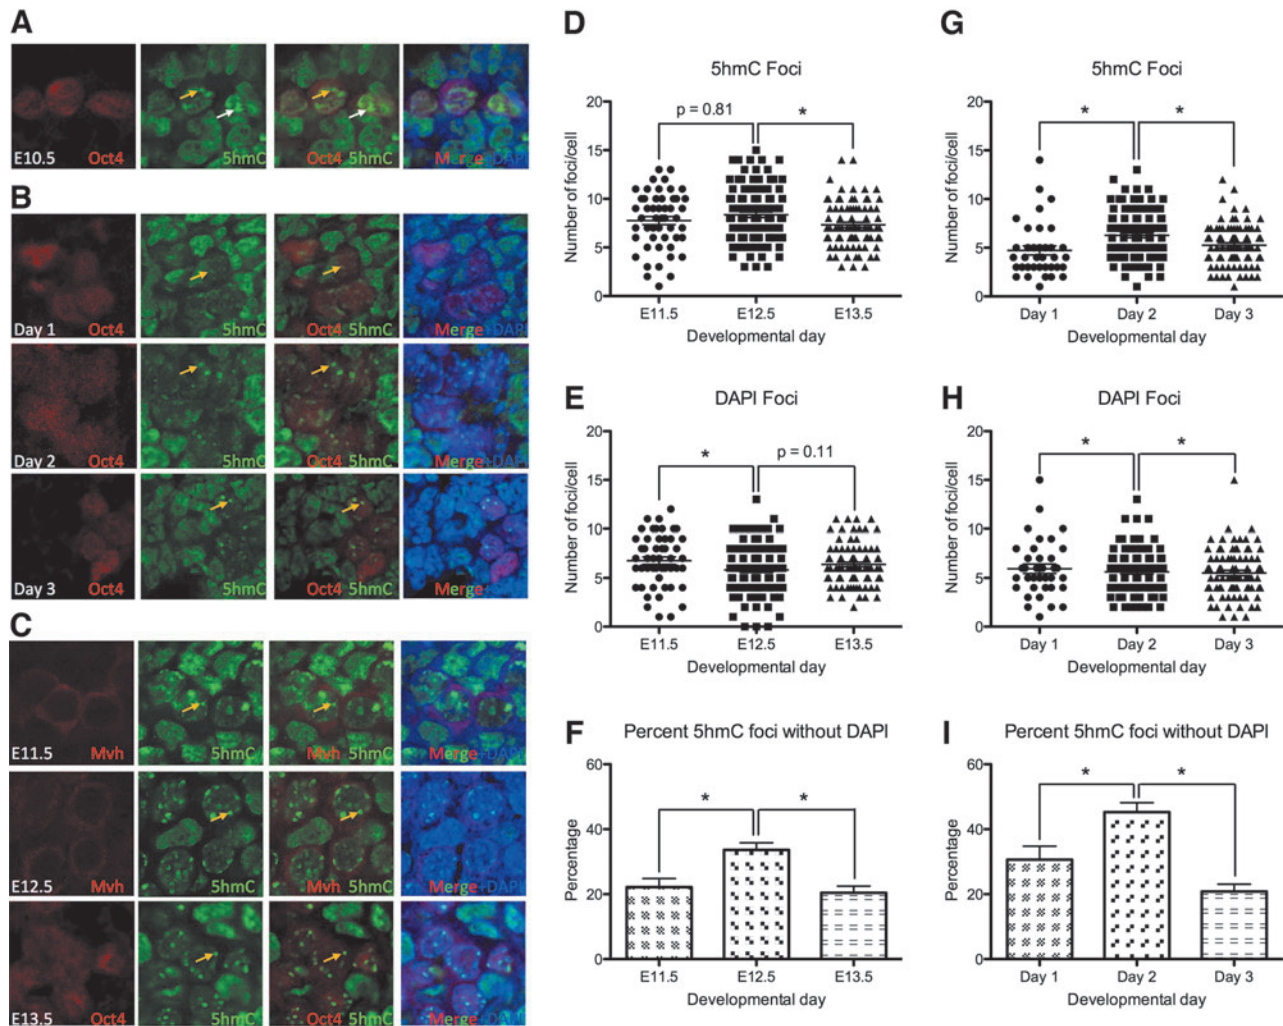 A
E10.5 Oct4
5hmC
Oct4 5hmC
Merge+DAPI
B
Day 1 Oct4
5hmC
Oct4 5hmC
Merge+DAPI
Day 2 Oct4
5hmC
Oct4 5hmC
Merge+DAPI
Day 3 Oct4
5hmC
Oct4 5hmC
Merge+DAPI
C
E11.5 Mvh
5hmC
Mvh 5hmC
Merge+DAPI
E12.5 Mvh
5hmC
Mvh 5hmC
Merge+DAPI
E13.5 Oct4
5hmC
Oct4 5hmC
Merge+DAPI
D
5hmC Foci
Number of foci/cell
20
15
10
5
0
p = 0.81
*
E11.5 E12.5 E13.5
Developmental day
E
DAPI Foci
Number of foci/cell
20
15
10
5
0
*
p = 0.11
E11.5 E12.5 E13.5
Developmental day
F
Percent 5hmC foci without DAPI
Percentage
60
40
20
0
* *
E11.5 E12.5 E13.5
Developmental day
G
5hmC Foci
Number of foci/cell
20
15
10
5
0
* *
Day 1 Day 2 Day 3
Developmental day
H
DAPI Foci
Number of foci/cell
20
15
10
5
0
* *
Day 1 Day 2 Day 3
Developmental day
I
Percent 5hmC foci without DAPI
Percentage
60
40
20
0
* *
Day 1 Day 2 Day 3
Developmental day